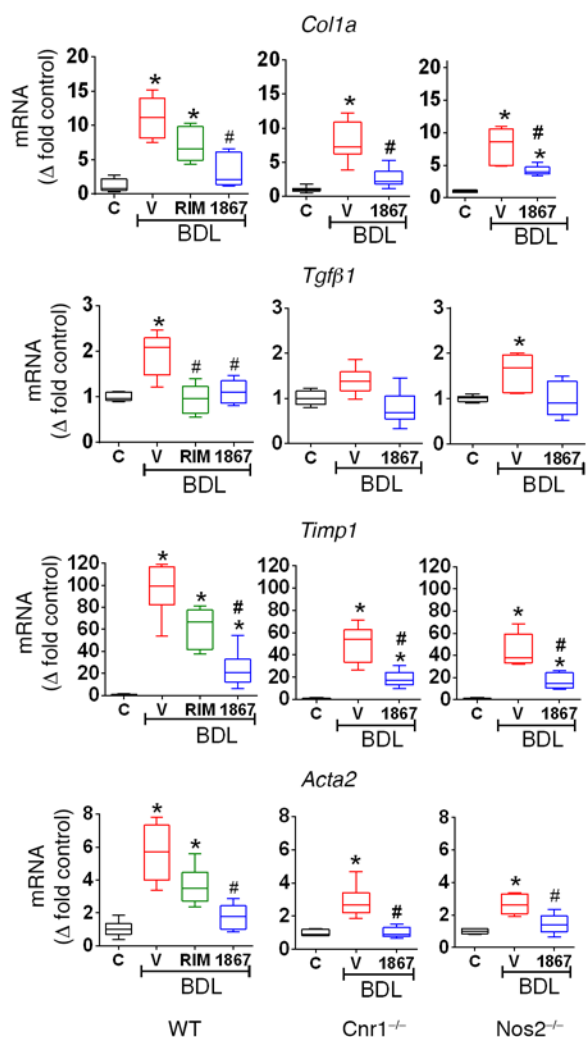 Col1a
mRNA
(Δ fold control)
20
15
10
5
0
* * #
C V RIM 1867
BDL
20
15
10
5
0
* #
C V 1867
BDL
20
15
10
5
0
* #
*
C V 1867
BDL
Tgfβ1
mRNA
(Δ fold control)
3
2
1
0
* # #
C V RIM 1867
BDL
3
2
1
0
C V 1867
BDL
3
2
1
0
*
C V 1867
BDL
Timp1
mRNA
(Δ fold control)
120
100
80
60
40
20
0
* * #
*
C V RIM 1867
BDL
120
100
80
60
40
20
0
* #
*
C V 1867
BDL
120
100
80
60
40
20
0
* #
*
C V 1867
BDL
Acta2
mRNA
(Δ fold control)
8
6
4
2
0
* * #
C V RIM 1867
BDL
8
6
4
2
0
* #
C V 1867
BDL
8
6
4
2
0
* #
C V 1867
BDL
WT Cnr1⁻/⁻ Nos2⁻/⁻